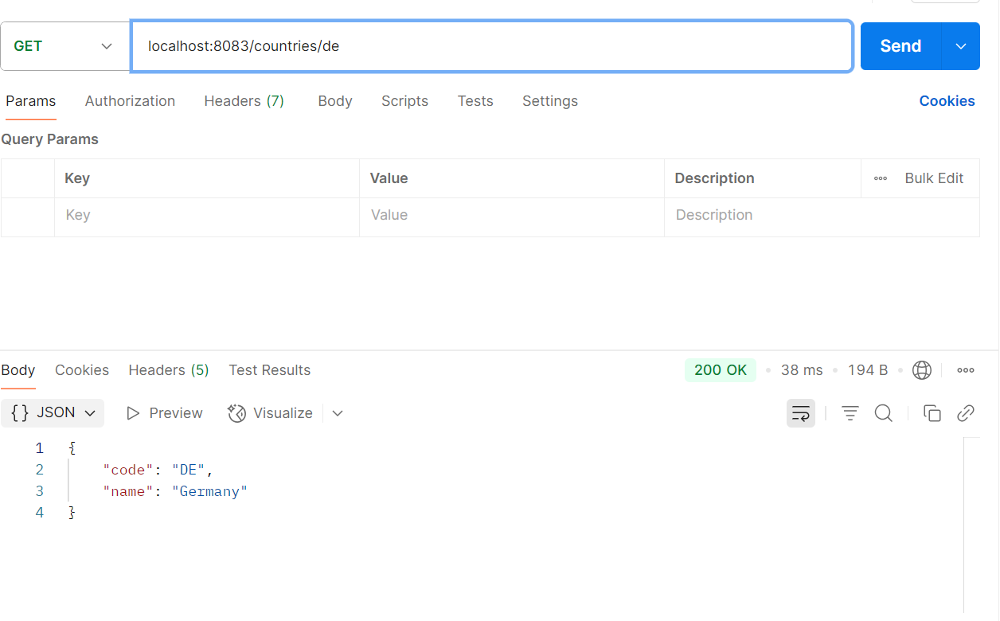 GET localhost:8083/countries/de Send
Params Authorization Headers (7) Body Scripts Tests Settings Cookies
Query Params
Key Value Description Bulk Edit
Key Value Description
Body Cookies Headers (5) Test Results 200 OK 38 ms 194 B
{} JSON Preview Visualize
1 {
2 "code": "DE",
3 "name": "Germany"
4 }